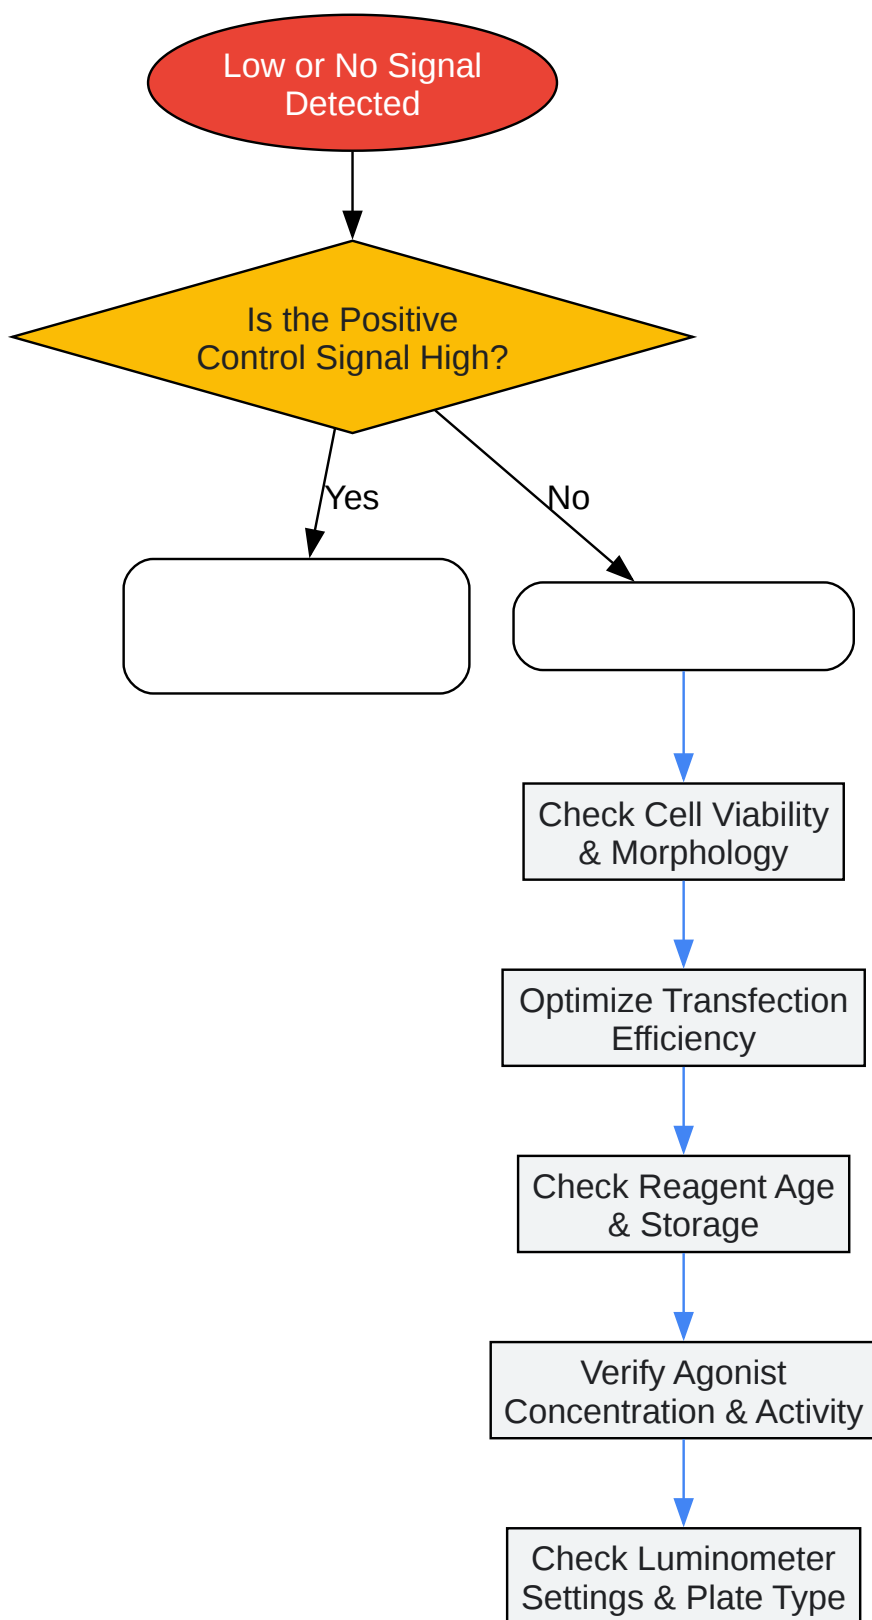 Low or No Signal
Detected
Is the Positive
Control Signal High?
Yes
No
Check Cell Viability
& Morphology
Optimize Transfection
Efficiency
Check Reagent Age
& Storage
Verify Agonist
Concentration & Activity
Check Luminometer
Settings & Plate Type